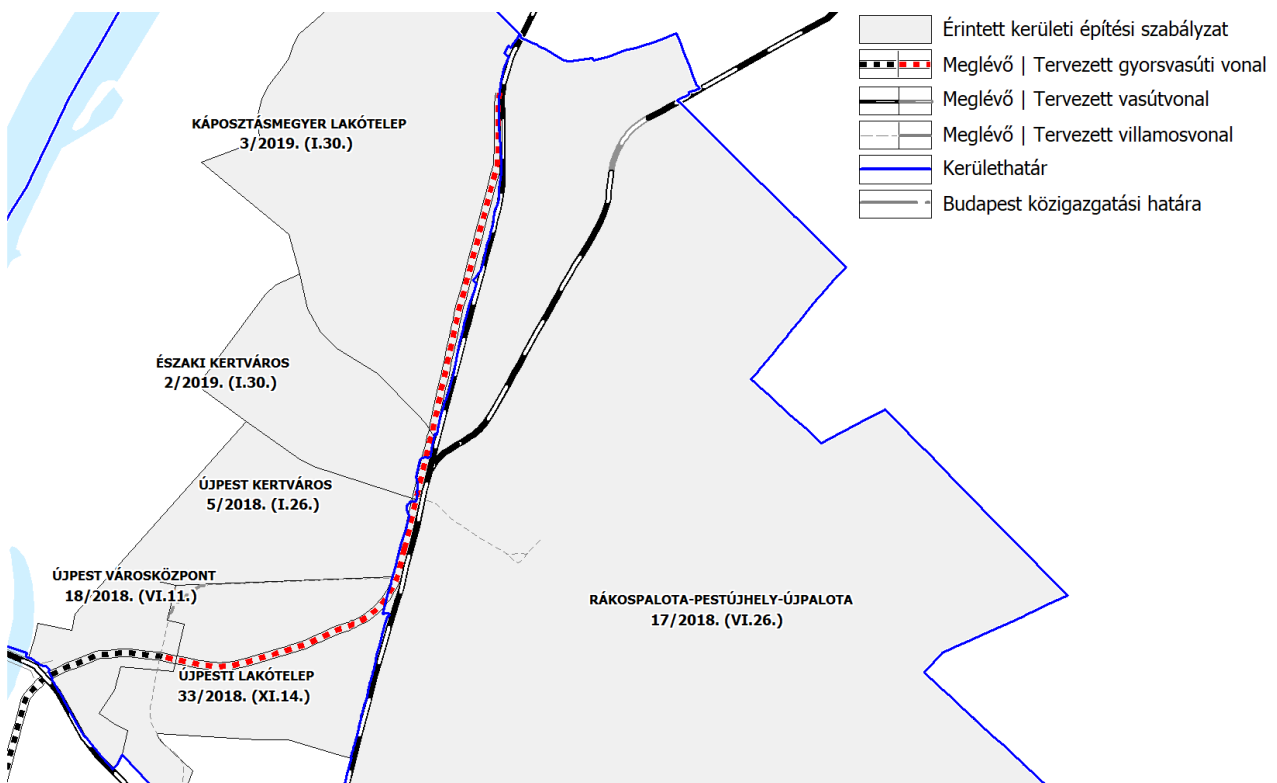 Érintett kerületi építési szabályzat
Meglévő | Tervezett gyorsvasúti vonal
Meglévő | Tervezett vasútvonal
Meglévő | Tervezett villamosvonal
Kerülethatár
Budapest közigazgatási határa
KÁPOSZTÁSMEGYER LAKÓTELEP
3/2019. (I.30.)
ÉSZAKI KERTVÁROS
2/2019. (I.30.)
ÚJPEST KERTVÁROS
5/2018. (I.26.)
ÚJPEST VÁROSKÖZPONT
18/2018. (VI.11.)
RÁKOSPALOTA-PESTÚJHELY-ÚJPALOTA
17/2018. (VI.26.)
ÚJPESTI LAKÓTELEP
33/2018. (XI.14.)